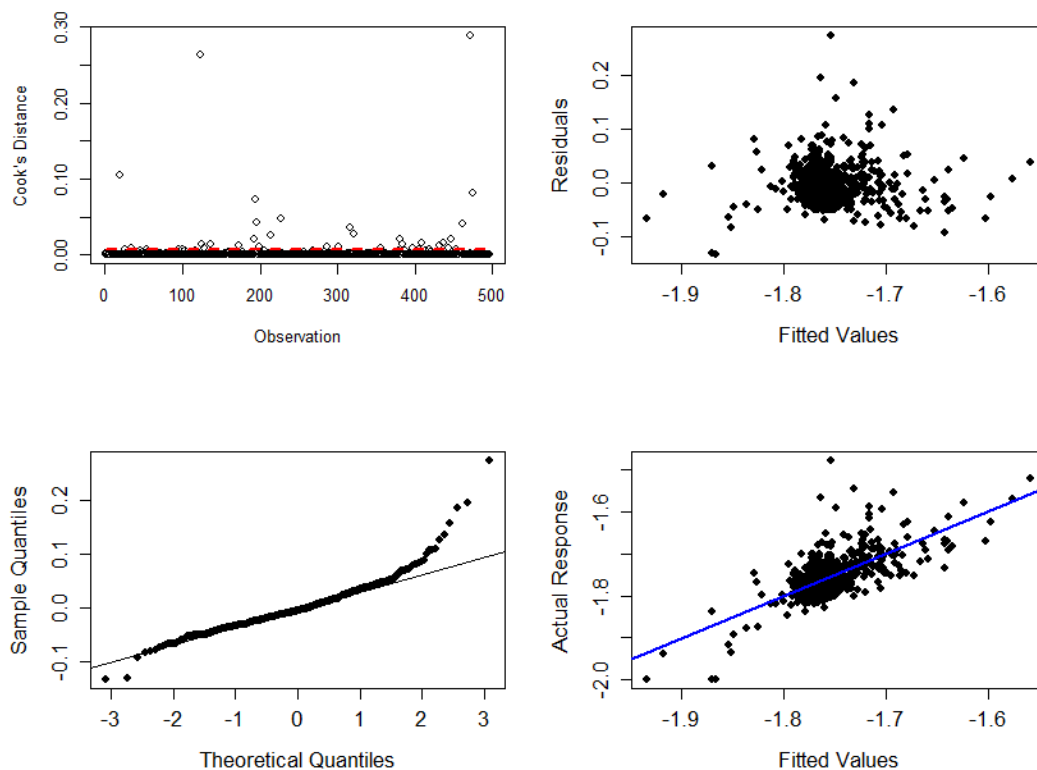 Cook's Distance
0.00 0.10 0.20 0.30
0 100 200 300 400 500
Observation
Residuals
-0.1 0.0 0.1 0.2
-1.9 -1.8 -1.7 -1.6
Fitted Values
Sample Quantiles
-0.1 0.0 0.1 0.2
-3 -2 -1 0 1 2 3
Theoretical Quantiles
Actual Response
-2.0 -1.8 -1.6
-1.9 -1.8 -1.7 -1.6
Fitted Values